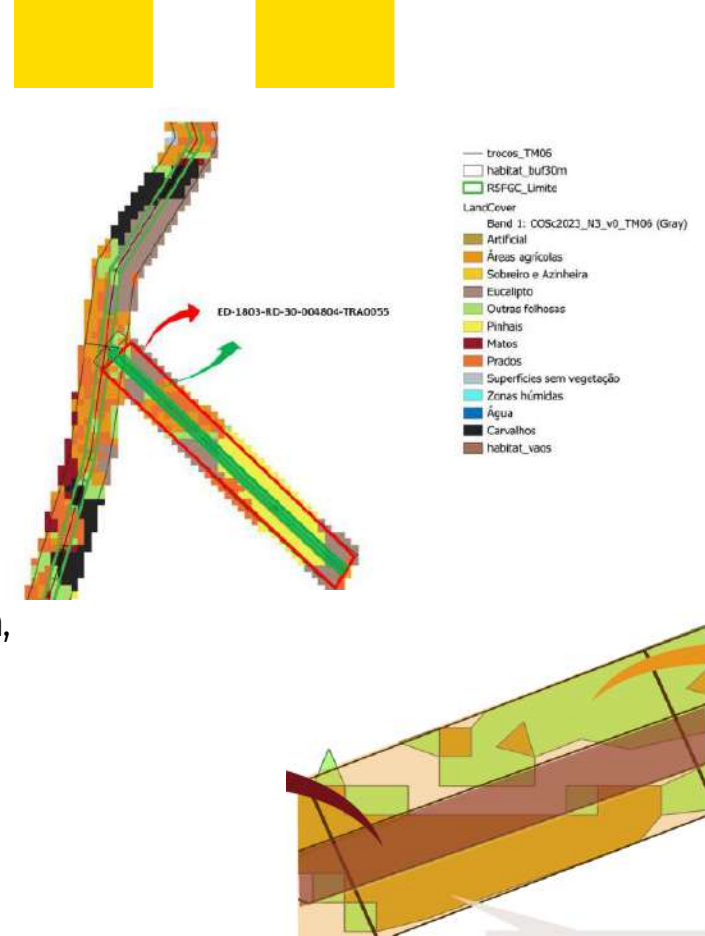 trocos_TM06
habitat_buf30m
RSFGC_Limite
LandCover
Band 1: COSc2023_N3_v0_TM06 (Gray)
Artificial
Áreas agrícolas
Sobreiro e Azinheira
Eucalipto
Outras folhosas
Pinhais
Matos
Prados
Superfícies sem vegetação
Zonas húmidas
Água
Carvalhos
habitat_vaos
ED-1803-RD-30-004804-TRA0055